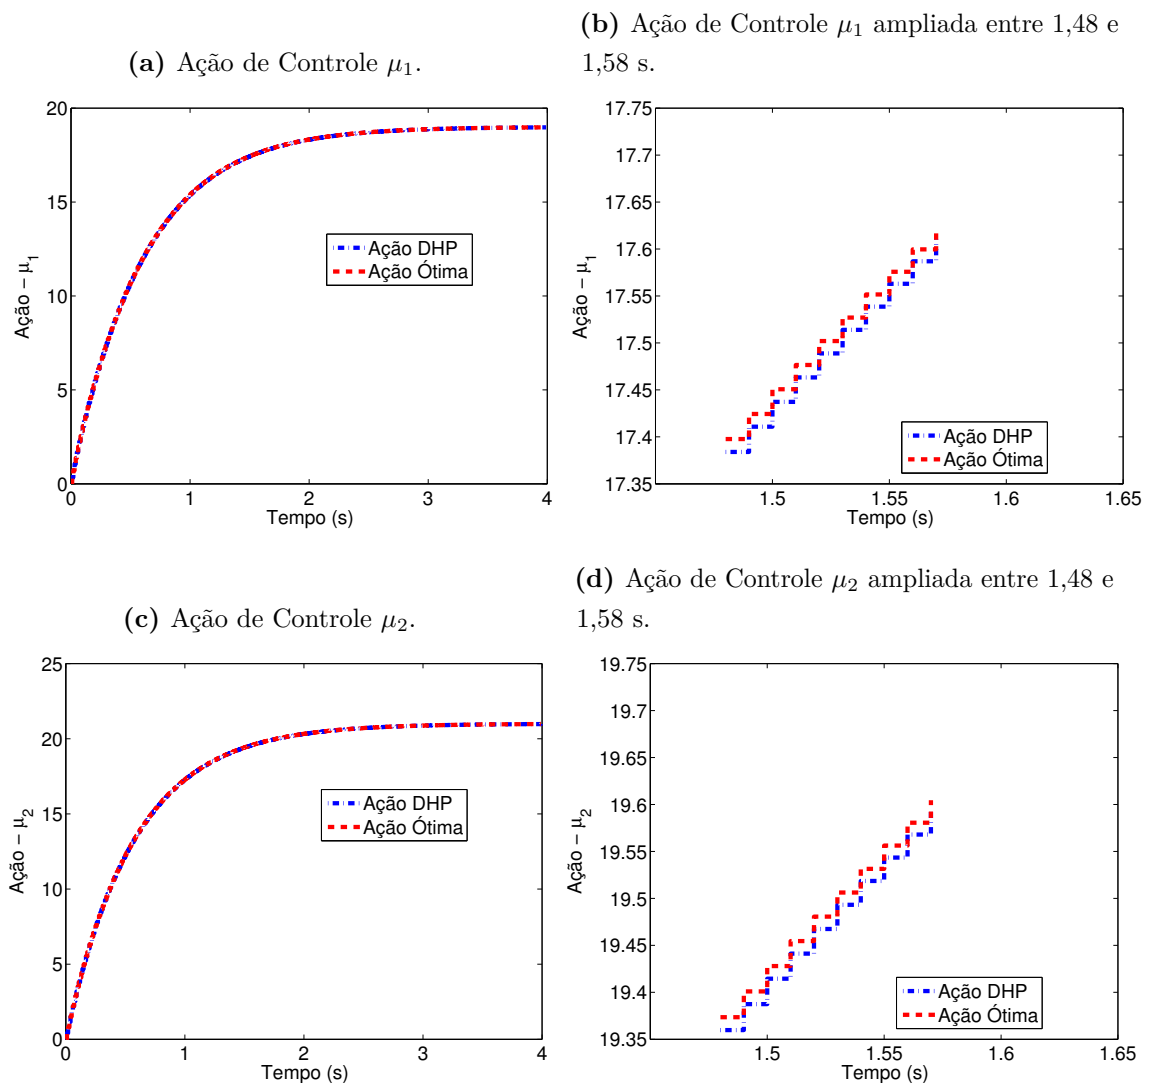 (a) Ação de Controle μ₁.
(b) Ação de Controle μ₁ ampliada entre 1,48 e
1,58 s.
20
15
10
5
0
Ação − μ₁
0 1 2 3 4
Tempo (s)
Ação DHP
Ação Ótima
17.75
17.7
17.65
17.6
17.55
17.5
17.45
17.4
17.35
Ação − μ₁
1.5 1.55 1.6 1.65
Tempo (s)
Ação DHP
Ação Ótima
(c) Ação de Controle μ₂.
(d) Ação de Controle μ₂ ampliada entre 1,48 e
1,58 s.
25
20
15
10
5
0
Ação − μ₂
0 1 2 3 4
Tempo (s)
Ação DHP
Ação Ótima
19.75
19.7
19.65
19.6
19.55
19.5
19.45
19.4
19.35
Ação − μ₂
1.5 1.55 1.6 1.65
Tempo (s)
Ação DHP
Ação Ótima